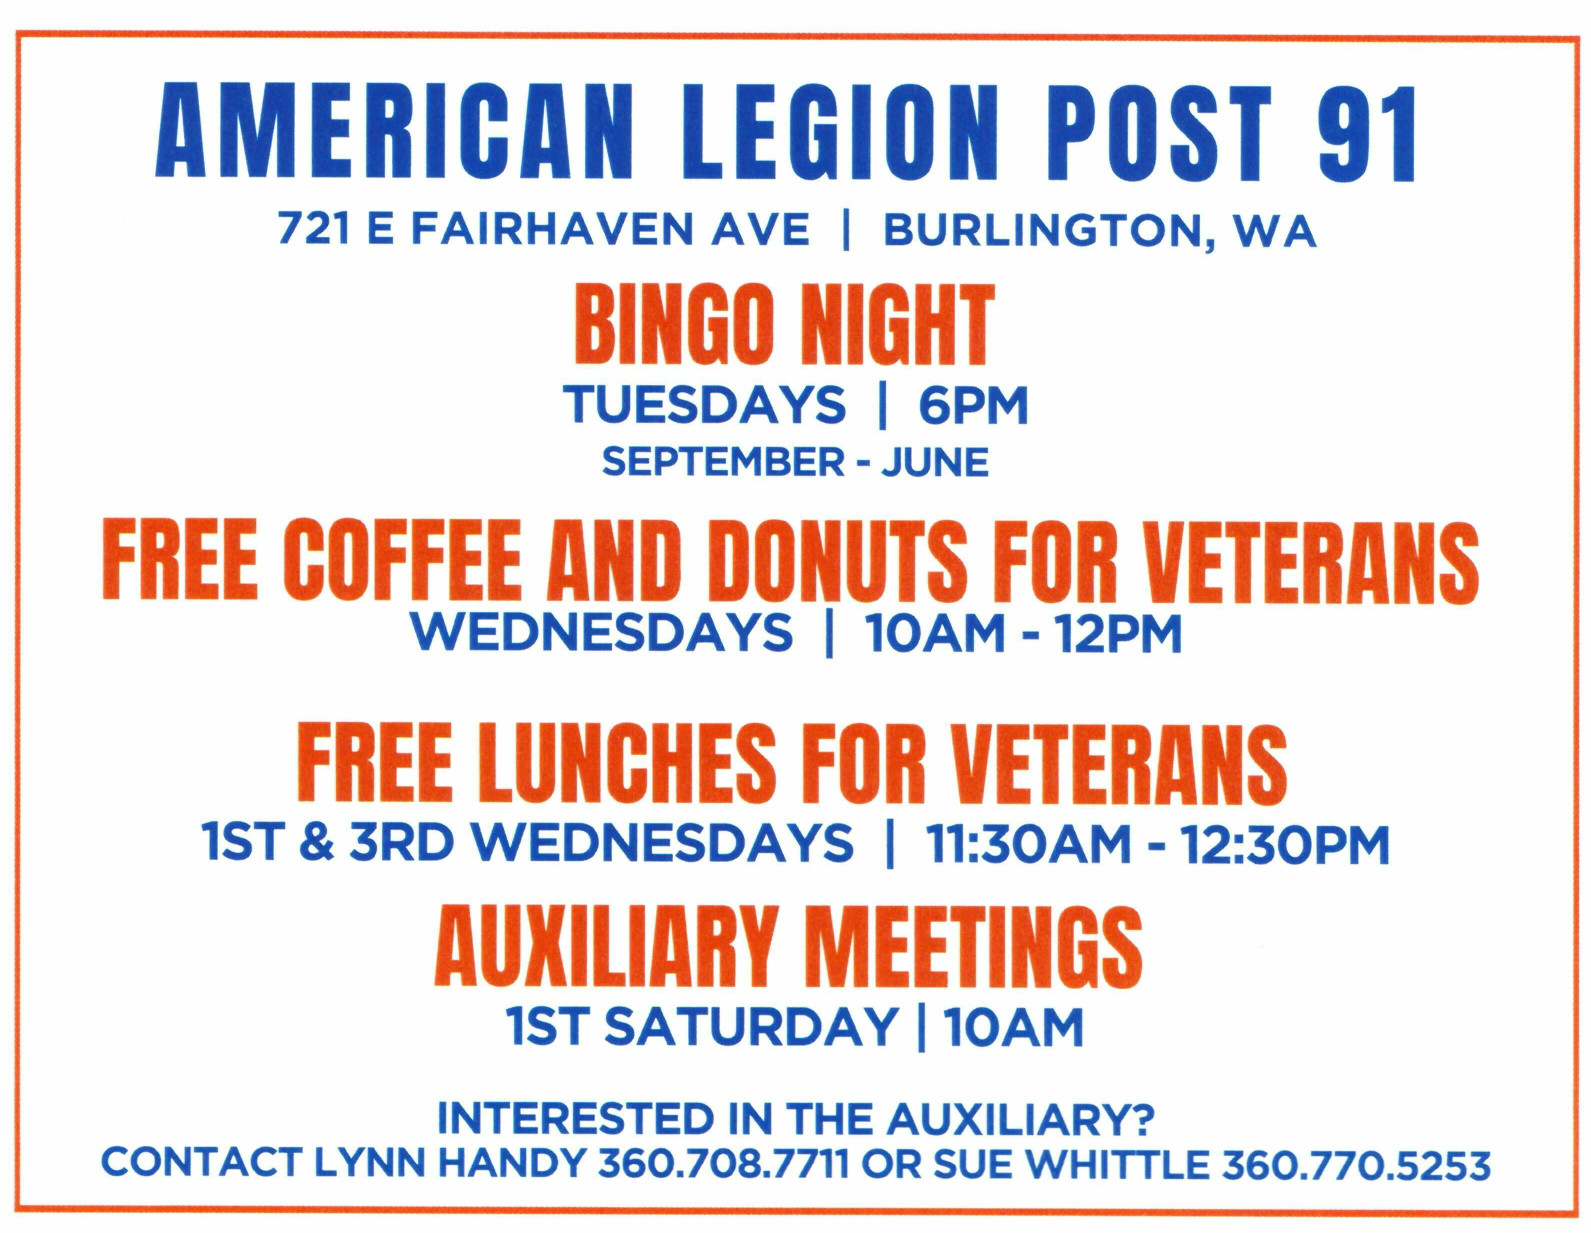 AMERICAN LEGION POST 91
721 E FAIRHAVEN AVE | BURLINGTON, WA
BINGO NIGHT
TUESDAYS | 6PM
SEPTEMBER - JUNE
FREE COFFEE AND DONUTS FOR VETERANS
WEDNESDAYS | 10AM - 12PM
FREE LUNCHES FOR VETERANS
1ST & 3RD WEDNESDAYS | 11:30AM - 12:30PM
AUXILIARY MEETINGS
1ST SATURDAY | 10AM
INTERESTED IN THE AUXILIARY?
CONTACT LYNN HANDY 360.708.7711 OR SUE WHITTLE 360.770.5253